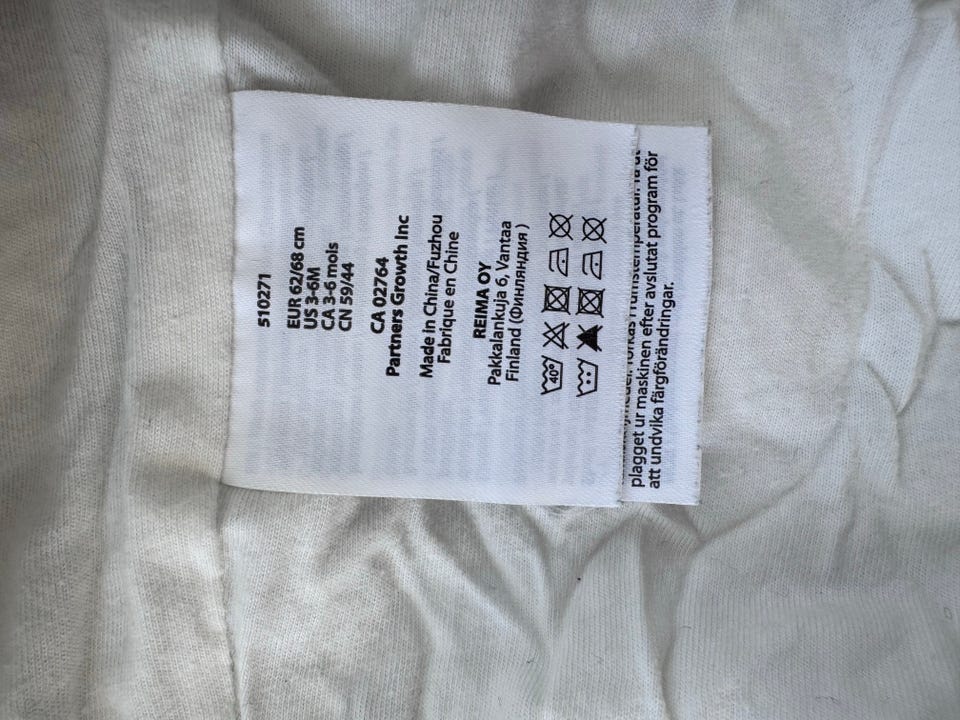 510271
EUR 62/68 cm
US 3-6M
CA 3-6 mols
CN 59/44
CA 02764
Partners Growth Inc
Made in China/Fuzhou
Fabrique en Chine
REIMA OY
Pakkalankuja 6, Vantaa
Finland (Финляндия )
40°
plagget ur maskinen efter avslutat program för
att undvika färgförändringar.